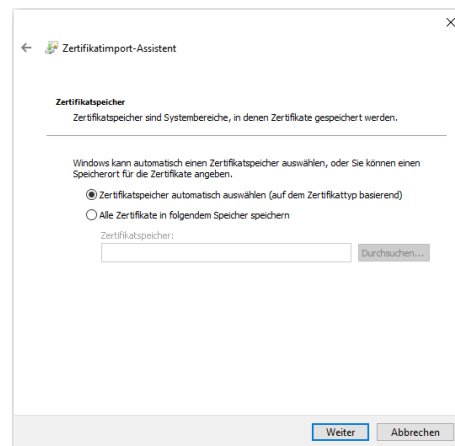 Zertifikatimport-Assistent
Zertifikatspeicher
Zertifikatspeicher sind Systembereiche, in denen Zertifikate gespeichert werden.
Windows kann automatisch einen Zertifikatspeicher auswählen, oder Sie können einen
Speicherort für die Zertifikate angeben.
Zertifikatspeicher automatisch auswählen (auf dem Zertifikattyp basierend)
Alle Zertifikate in folgendem Speicher speichern
Zertifikatspeicher:
Durchsuchen...
Weiter Abbrechen